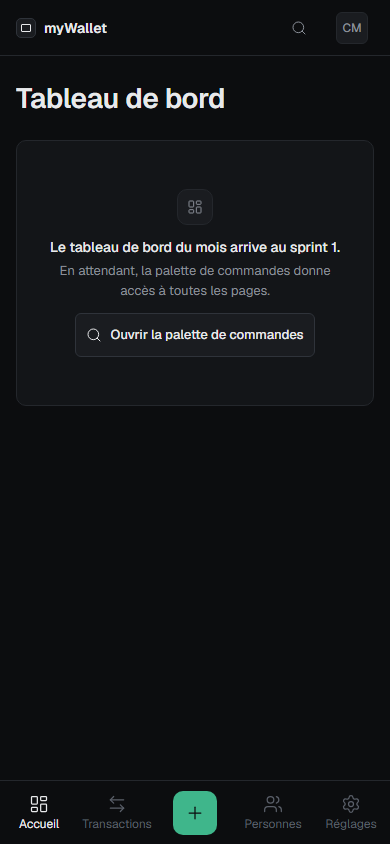 myWallet
CM
Tableau de bord
Le tableau de bord du mois arrive au sprint 1.
En attendant, la palette de commandes donne
accès à toutes les pages.
Ouvrir la palette de commandes
Accueil
Transactions
Personnes
Réglages